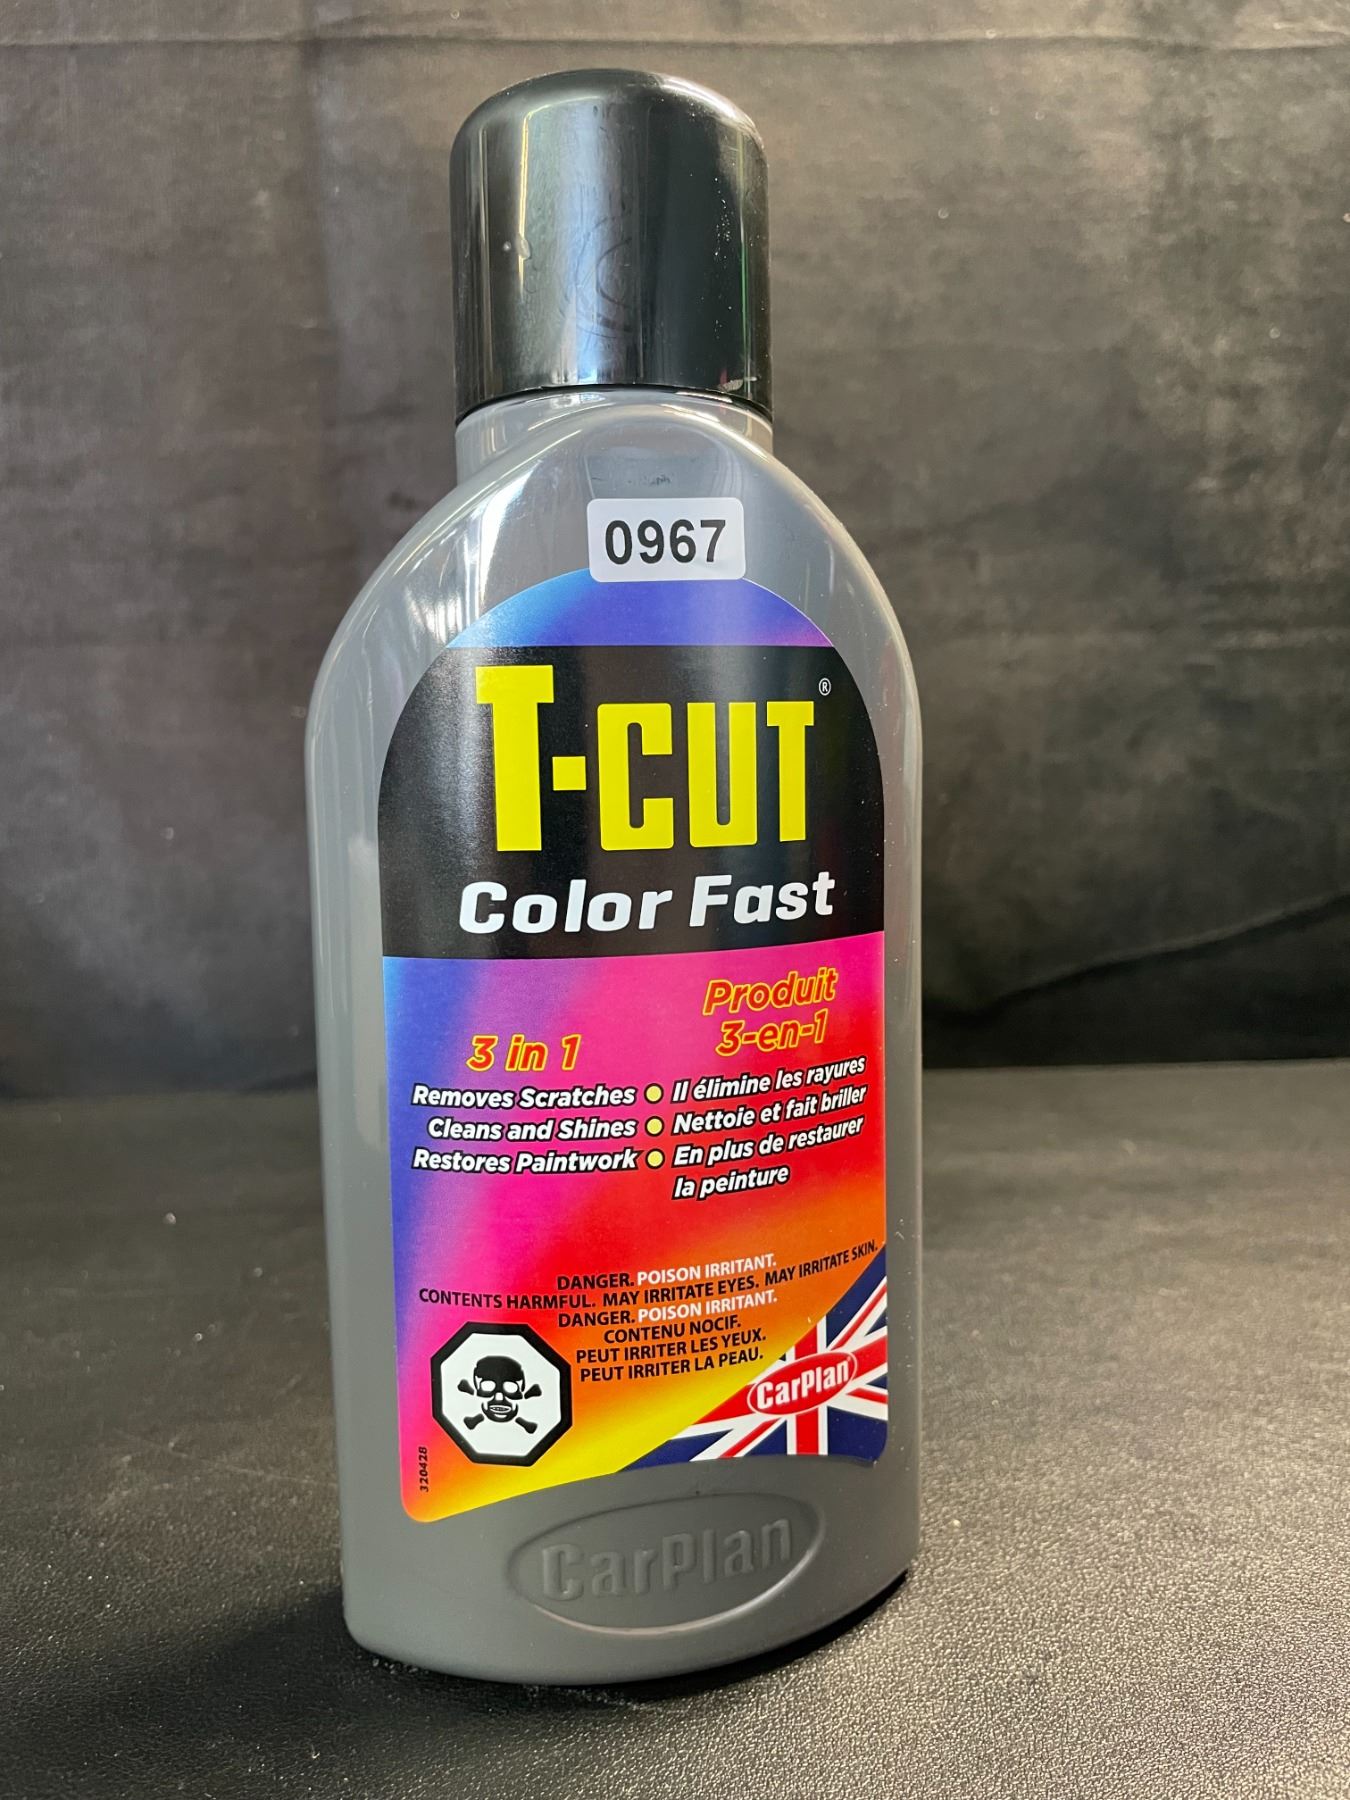 0967
T-CUT®
Color Fast
3 in 1
Removes Scratches
Cleans and Shines
Restores Paintwork
Produit
3-en-1
Il élimine les rayures
Nettoie et fait briller
En plus de restaurer
la peinture
DANGER. POISON IRRITANT.
CONTENTS HARMFUL. MAY IRRITATE EYES. MAY IRRITATE SKIN.
DANGER. POISON IRRITANT.
CONTENU NOCIF.
PEUT IRRITER LES YEUX.
PEUT IRRITER LA PEAU.
CarPlan®
320428
CarPlan